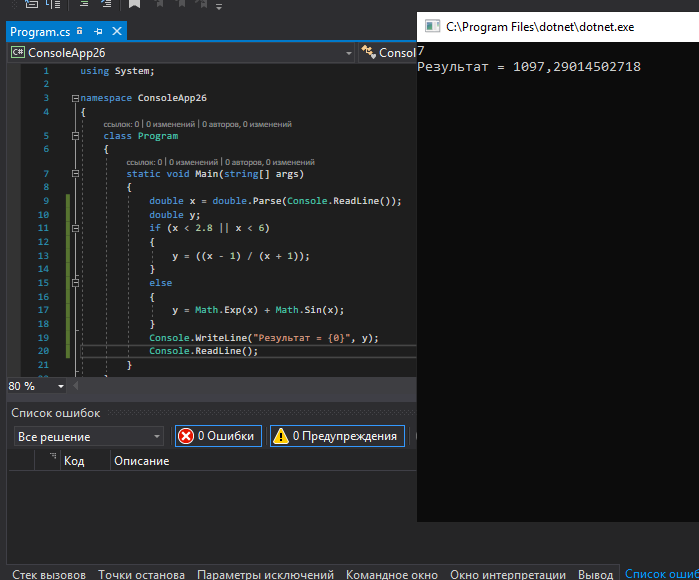 Program.cs
C:\Program Files\dotnet\dotnet.exe
C# ConsoleApp26
Consol
7
Результат = 1097,29014502718
1 using System;
2
3 namespace ConsoleApp26
4 {
ссылок: 0 | 0 изменений | 0 авторов, 0 изменений
5 class Program
6 {
ссылок: 0 | 0 изменений | 0 авторов, 0 изменений
7 static void Main(string[] args)
8 {
9 double x = double.Parse(Console.ReadLine());
10 double y;
11 if (x < 2.8 || x < 6)
12 {
13 y = ((x - 1) / (x + 1));
14 }
15 else
16 {
17 y = Math.Exp(x) + Math.Sin(x);
18 }
19 Console.WriteLine("Результат = {0}", y);
20 Console.ReadLine();
21 }
80 %
Список ошибок
Все решение
0 Ошибки
0 Предупреждения
Код
Описание
Стек вызовов Точки останова Параметры исключений Командное окно Окно интерпретации Вывод Список ошиб